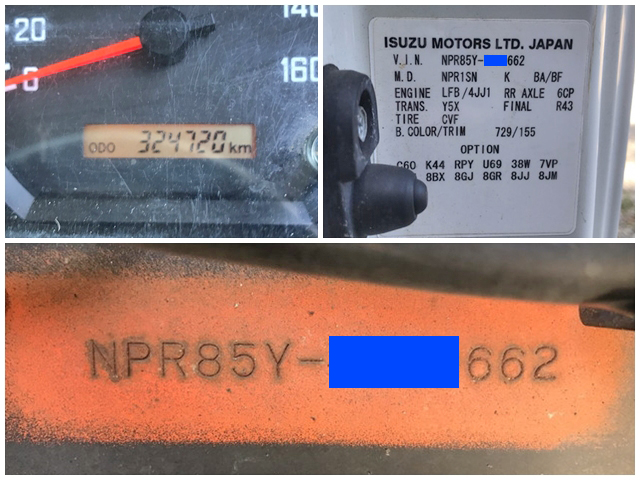 20
0
140
160
ODO 324720 km
ISUZU MOTORS LTD. JAPAN
V.I.N. NPR85Y- 662
M.D. NPR1SN K BA/BF
ENGINE LFB/4JJ1 RR AXLE 6CP
TRANS. Y5X FINAL R43
TIRE CVF
B.COLOR/TRIM 729/155
OPTION
C60 K44 RPY U69 38W 7VP
8BX 8GJ 8GR 8JJ 8JM
NPR85Y- 662